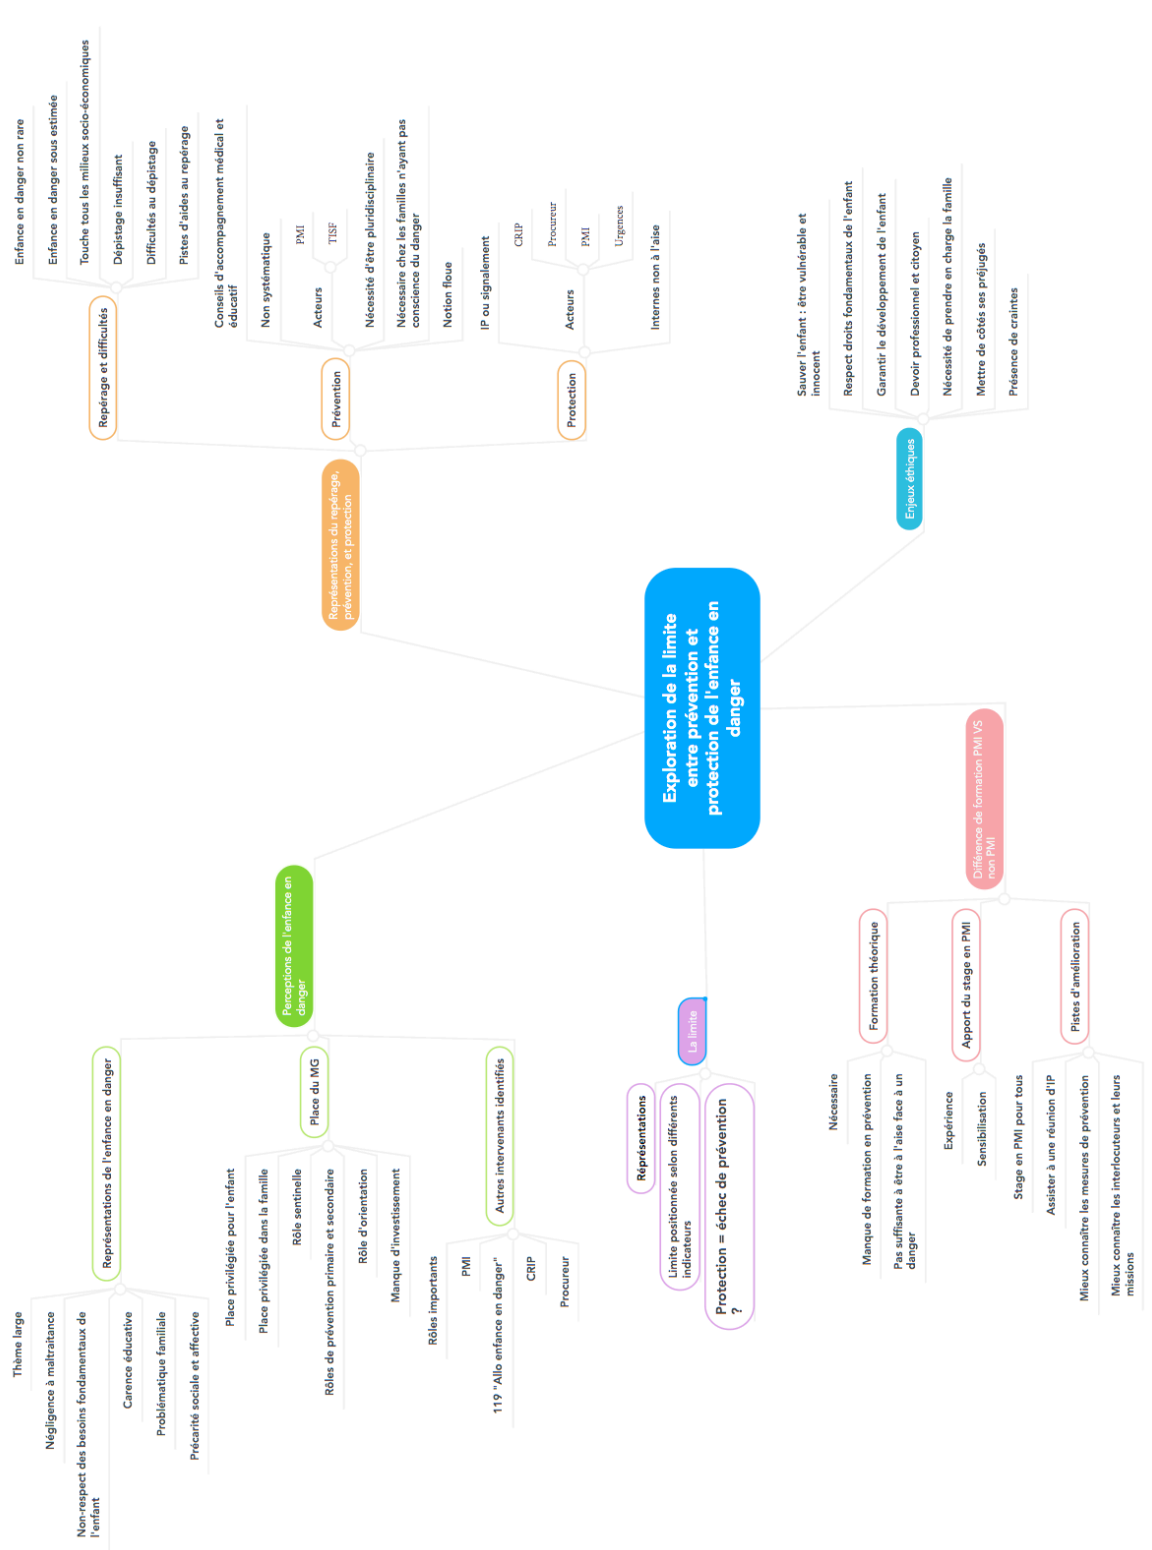 Exploration de la limite
entre prévention et
protection de l'enfance en
danger
Perceptions de l'enfance en
danger
Représentations de l'enfance en danger
Thème large
Négligence à maltraitance
Non-respect des besoins fondamentaux de
l'enfant
Carence éducative
Problématique familiale
Précarité sociale et affective
Place du MG
Place privilégiée pour l'enfant
Place privilégiée dans la famille
Rôle sentinelle
Rôles de prévention primaire et secondaire
Rôle d'orientation
Manque d'investissement
Autres intervenants identifiés
Rôles importants
PMI
119 "Allo enfance en danger"
CRIP
Procureur
Représentations du repérage,
prévention, et protection
Repérage et difficultés
Enfance en danger non rare
Enfance en danger sous estimée
Touche tous les milieux socio-économiques
Dépistage insuffisant
Difficultés au dépistage
Pistes d'aides au repérage
Prévention
Conseils d'accompagnement médical et
éducatif
Non systématique
Acteurs
PMI
TISF
Nécessité d'être pluridisciplinaire
Nécessaire chez les familles n'ayant pas
conscience du danger
Notion floue
Protection
IP ou signalement
Acteurs
CRIP
Procureur
PMI
Urgences
Internes non à l'aise
La limite
Réprésentations
Limite positionnée selon différents
indicateurs
Protection = échec de prévention
?
Enjeux éthiques
Sauver l'enfant : être vulnérable et
innocent
Respect droits fondamentaux de l'enfant
Garantir le développement de l'enfant
Devoir professionnel et citoyen
Nécessité de prendre en charge la famille
Mettre de côtés ses préjugés
Présence de craintes
Différence de formation PMI VS
non PMI
Formation théorique
Nécessaire
Manque de formation en prévention
Pas suffisante à être à l'aise face à un
danger
Apport du stage en PMI
Expérience
Sensibilisation
Pistes d'amélioration
Stage en PMI pour tous
Assister à une réunion d'IP
Mieux connaître les mesures de prévention
Mieux connaître les interlocuteurs et leurs
missions